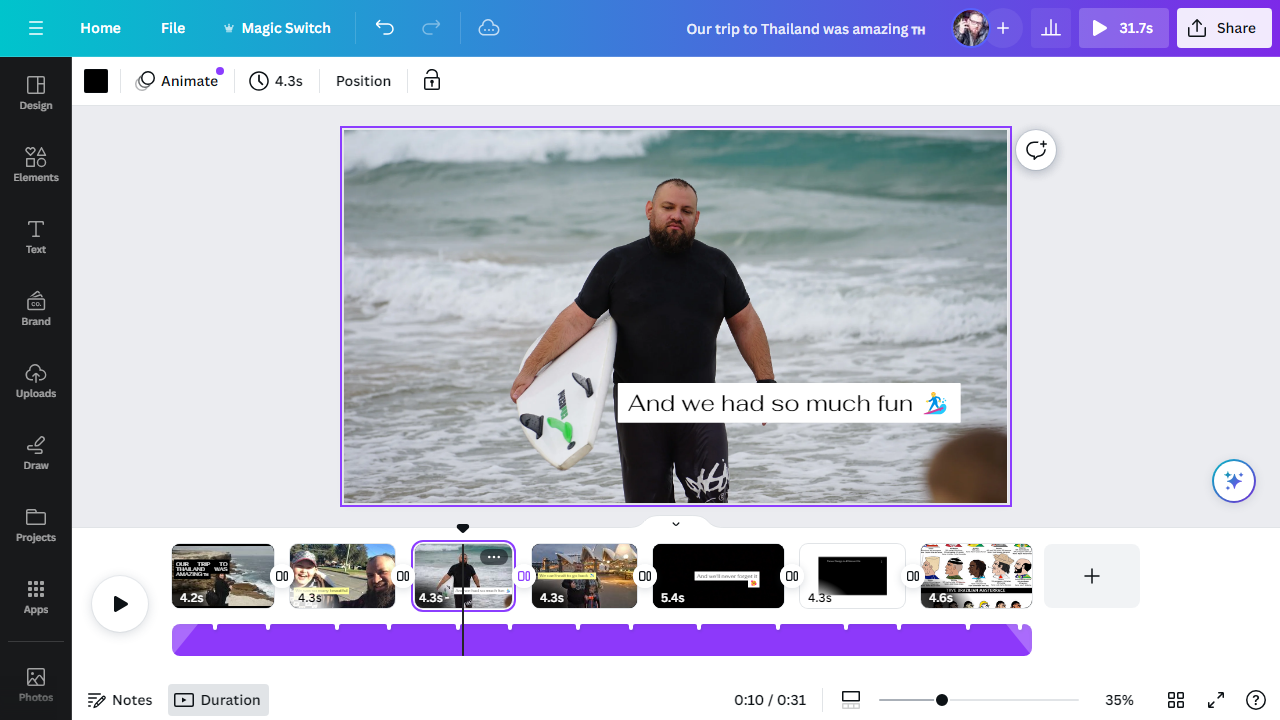 Home
File
Magic Switch
Our trip to Thailand was amazing ᴛʜ
31.7s
Share
Animate
4.3s
Position
Design
Elements
Text
CO.
Brand
Uploads
Draw
Projects
Apps
Photos
And we had so much fun 🏄
OUR TRIP TO
THAILAND WAS
AMAZING ᴛʜ
4.2s
4.3s
4.3s
4.3s
And we'll never forget it
5.4s
4.3s
4.6s
Notes
Duration
0:10 / 0:31
35%